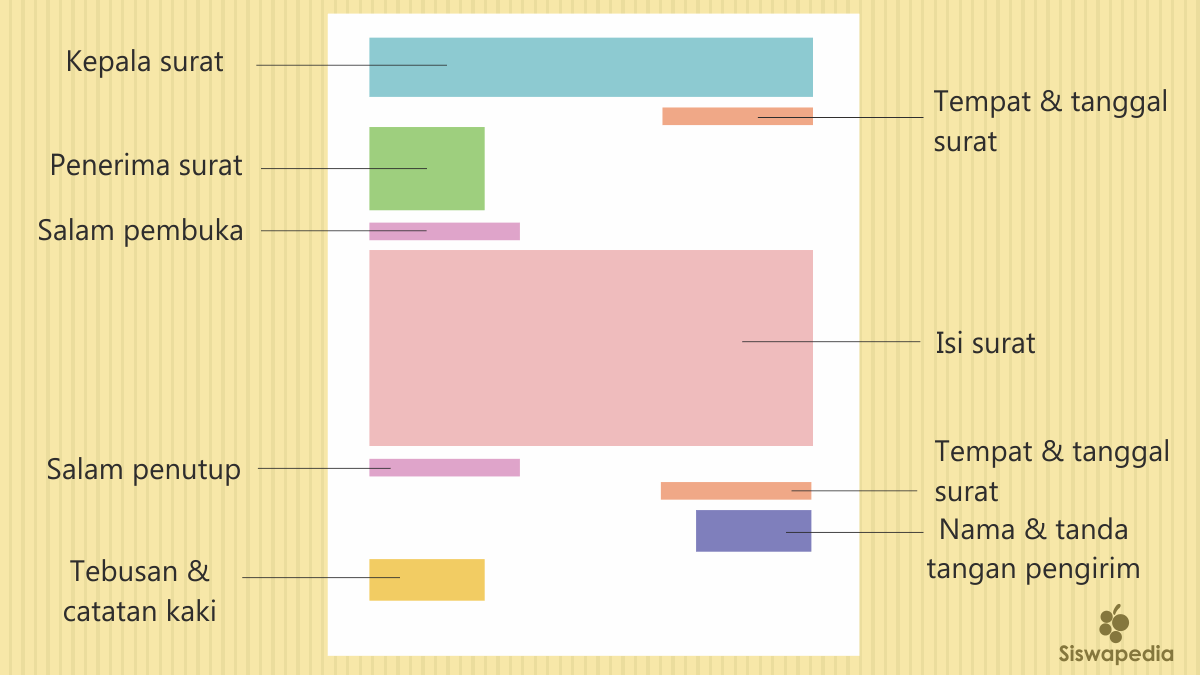 Kepala surat
Tempat & tanggal
surat
Penerima surat
Salam pembuka
Isi surat
Salam penutup
Tempat & tanggal
surat
Nama & tanda
tangan pengirim
Tebusan &
catatan kaki
Siswapedia